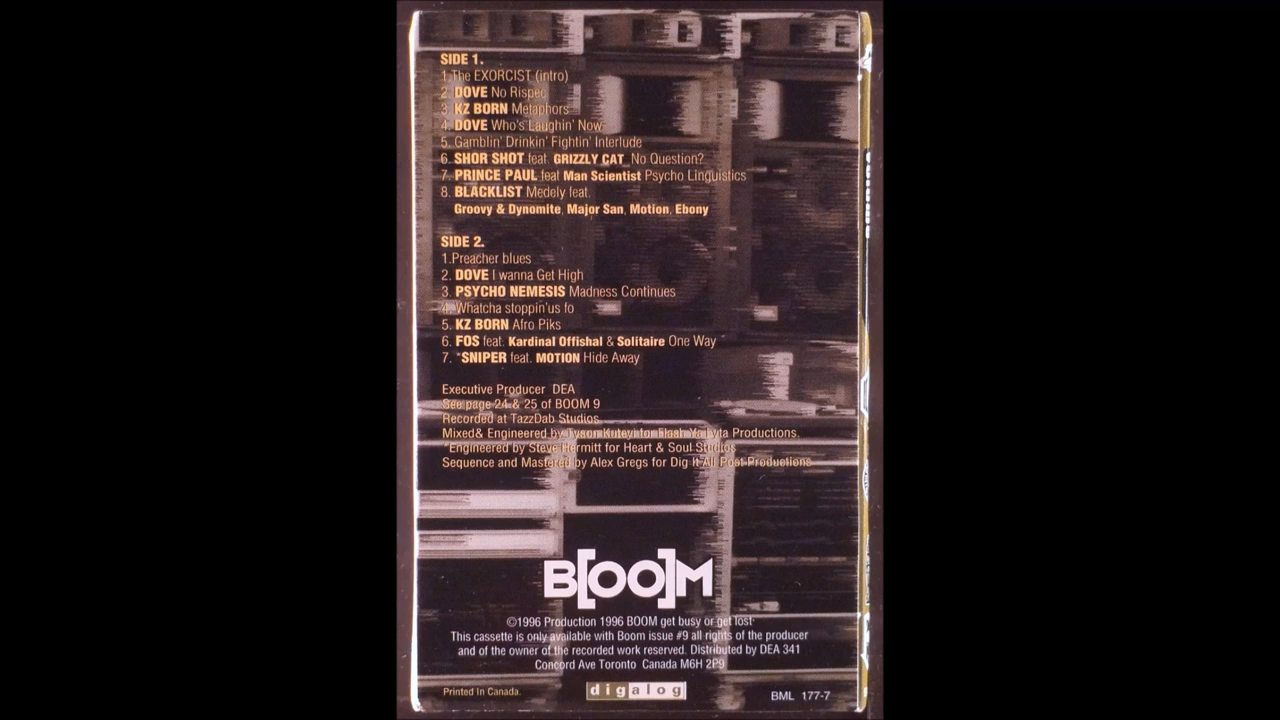 SIDE 1.
1.The EXORCIST (intro)
2. DOVE No Rispec
3. KZ BORN Metaphors
4. DOVE Who's Laughin' Now
5. Gamblin' Drinkin' Fightin' Interlude
6. SHOR SHOT feat. GRIZZLY CAT No Question?
7. PRINCE PAUL feat Man Scientist Psycho Linguistics
8. BLACKLIST Medely feat.
Groovy & Dynomite, Major San, Motion, Ebony
SIDE 2.
1.Preacher blues
2. DOVE I wanna Get High
3. PSYCHO NEMESIS Madness Continues
4. Whatcha stoppin'us fo
5. KZ BORN Afro Piks
6. FOS feat. Kardinal Offishal & Solitaire One Way
7. *SNIPER feat. MOTION Hide Away
Executive Producer DEA
See page 24 & 25 of BOOM 9
Recorded at TazzDab Studios
Mixed& Engineered by Tyson Kuteyi for Flash Ya Lyta Productions.
*Engineered by Steve Hermitt for Heart & Soul Studios
Sequence and Mastered by Alex Gregs for Dig It All Post Productions
B[OO]M
©1996 Production 1996 BOOM get busy or get lost
This cassette is only available with Boom issue #9 all rights of the producer
and of the owner of the recorded work reserved. Distributed by DEA 341
Concord Ave Toronto Canada M6H 2P9
Printed In Canada.
digalog
BML 177-7